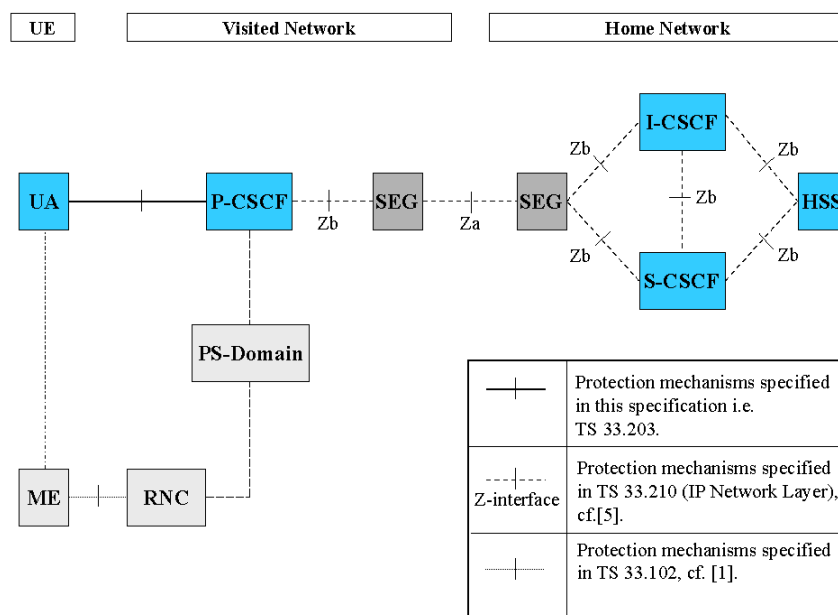 UE
Visited Network
Home Network
I-CSCF
Zb
Zb
UA
P-CSCF
SEG
SEG
Zb
HSS
Zb
Za
Zb
Zb
S-CSCF
PS-Domain
ME
RNC
Protection mechanisms specified
in this specification i.e.
TS 33.203.
Z-interface
Protection mechanisms specified
in TS 33.210 (IP Network Layer),
cf.[5].
Protection mechanisms specified
in TS 33.102, cf. [1].